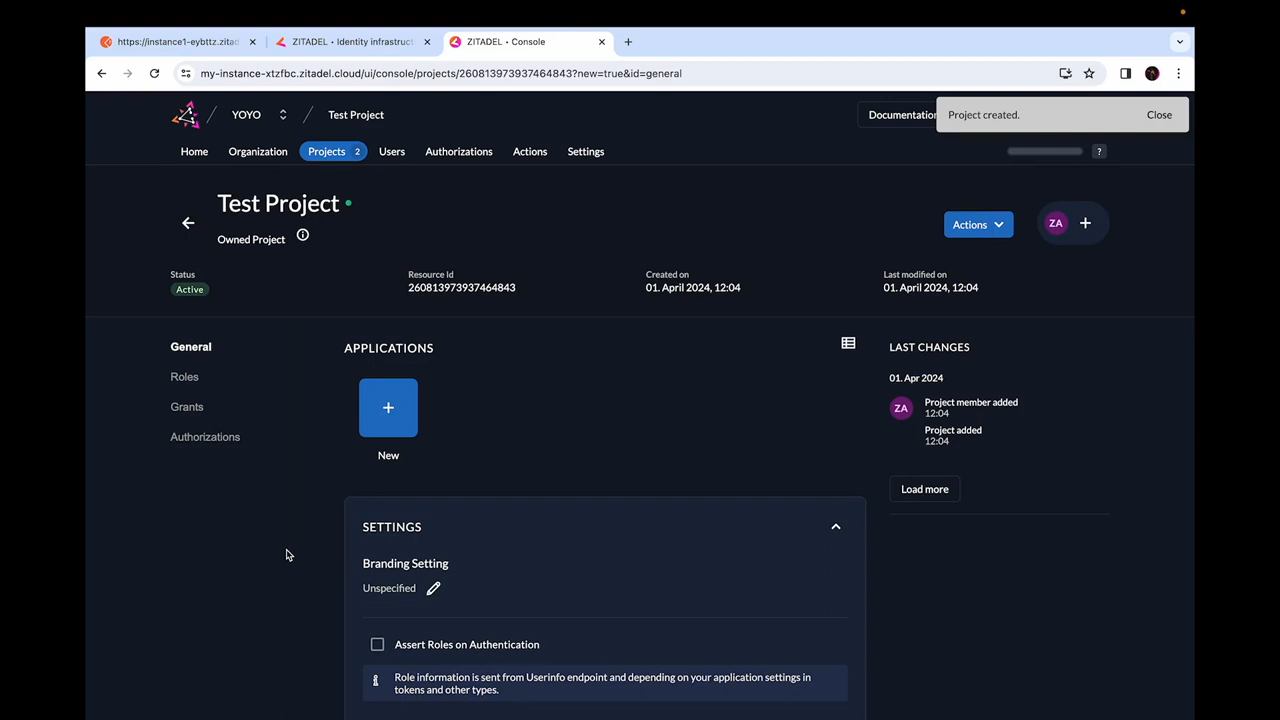 https://instance1-eybttz.zitad
ZITADEL • Identity infrastruct
ZITADEL • Console
my-instance-xtzfbc.zitadel.cloud/ui/console/projects/260813973937464843?new=true&id=general
YOYO
Test Project
Documentation
Project created.
Close
Home
Organization
Projects 2
Users
Authorizations
Actions
Settings
?
Test Project
Owned Project
Actions
ZA
Status
Active
Resource Id
260813973937464843
Created on
01. April 2024, 12:04
Last modified on
01. April 2024, 12:04
General
Roles
Grants
Authorizations
APPLICATIONS
New
SETTINGS
Branding Setting
Unspecified
Assert Roles on Authentication
Role information is sent from Userinfo endpoint and depending on your application settings in
tokens and other types.
LAST CHANGES
01. Apr 2024
ZA
Project member added
12:04
Project added
12:04
Load more